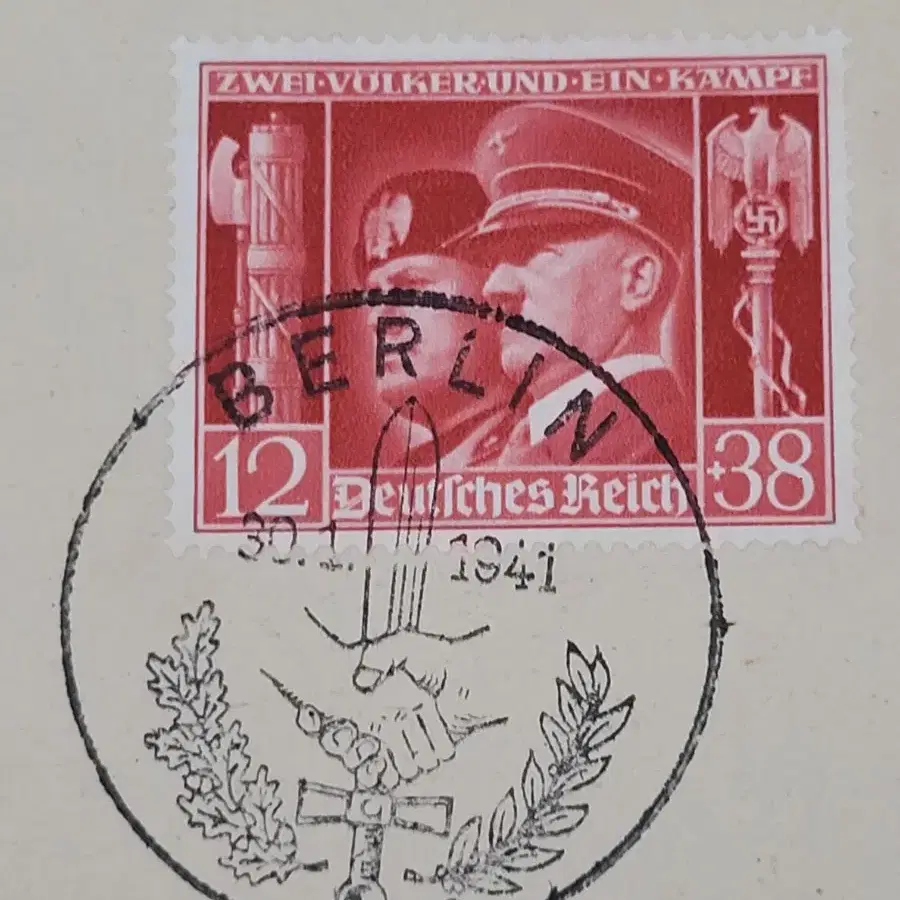 ZWEI·VÖLKER·UND·EIN·KAMPF
12
Deutsches Reich
+38
BERLIN
30.1. 1941